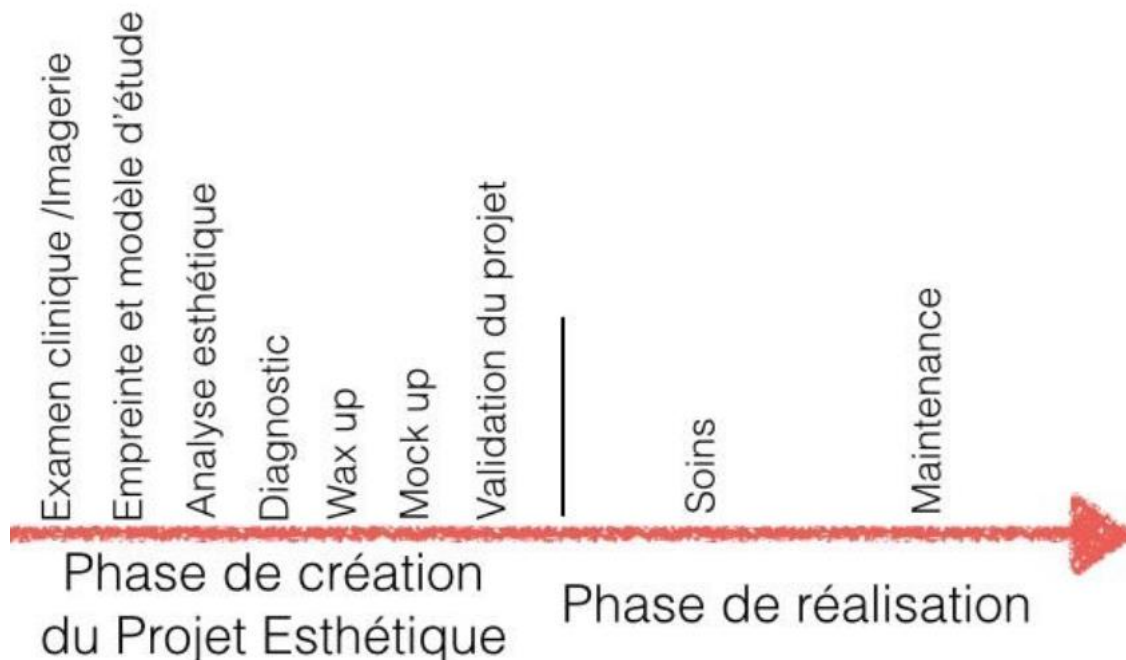 Examen clinique /Imagerie
Empreinte et modèle d'étude
Analyse esthétique
Diagnostic
Wax up
Mock up
Validation du projet
Soins
Maintenance
Phase de création
du Projet Esthétique
Phase de réalisation